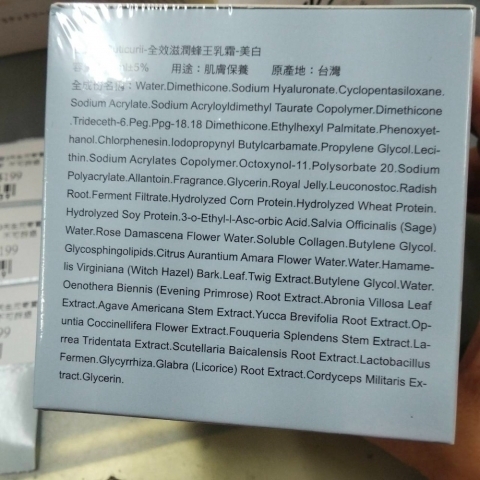 -全效滋潤蜂王乳霜-美白
±5% 用途：肌膚保養 原產地：台灣
Water.Dimethicone.Sodium Hyaluronate.Cyclopentasiloxane.
Sodium Acrylate.Sodium Acryloyldimethyl Taurate Copolymer.Dimethicone
.Trideceth-6.Peg.Ppg-18.18 Dimethicone.Ethylhexyl Palmitate.Phenoxyet-
hanol.Chlorphenesin.Iodopropynyl Butylcarbamate.Propylene Glycol.Leci-
thin.Sodium Acrylates Copolymer.Octoxynol-11.Polysorbate 20.Sodium
Polyacrylate.Allantoin.Fragrance.Glycerin.Royal Jelly.Leuconostoc.Radish
Root.Ferment Filtrate.Hydrolyzed Corn Protein.Hydrolyzed Wheat Protein.
Hydrolyzed Soy Protein.3-o-Ethyl-l-Asc-orbic Acid.Salvia Officinalis (Sage)
Water.Rose Damascena Flower Water.Soluble Collagen.Butylene Glycol.
Glycosphingolipids.Citrus Aurantium Amara Flower Water.Water.Hamame-
lis Virginiana (Witch Hazel) Bark.Leaf.Twig Extract.Butylene Glycol.Water.
Oenothera Biennis (Evening Primrose) Root Extract.Abronia Villosa Leaf
Extract.Agave Americana Stem Extract.Yucca Brevifolia Root Extract.Op-
untia Coccinellifera Flower Extract.Fouqueria Splendens Stem Extract.La-
rrea Tridentata Extract.Scutellaria Baicalensis Root Extract.Lactobacillus
Fermen.Glycyrrhiza.Glabra (Licorice) Root Extract.Cordyceps Militaris Ex-
tract.Glycerin.
199
199